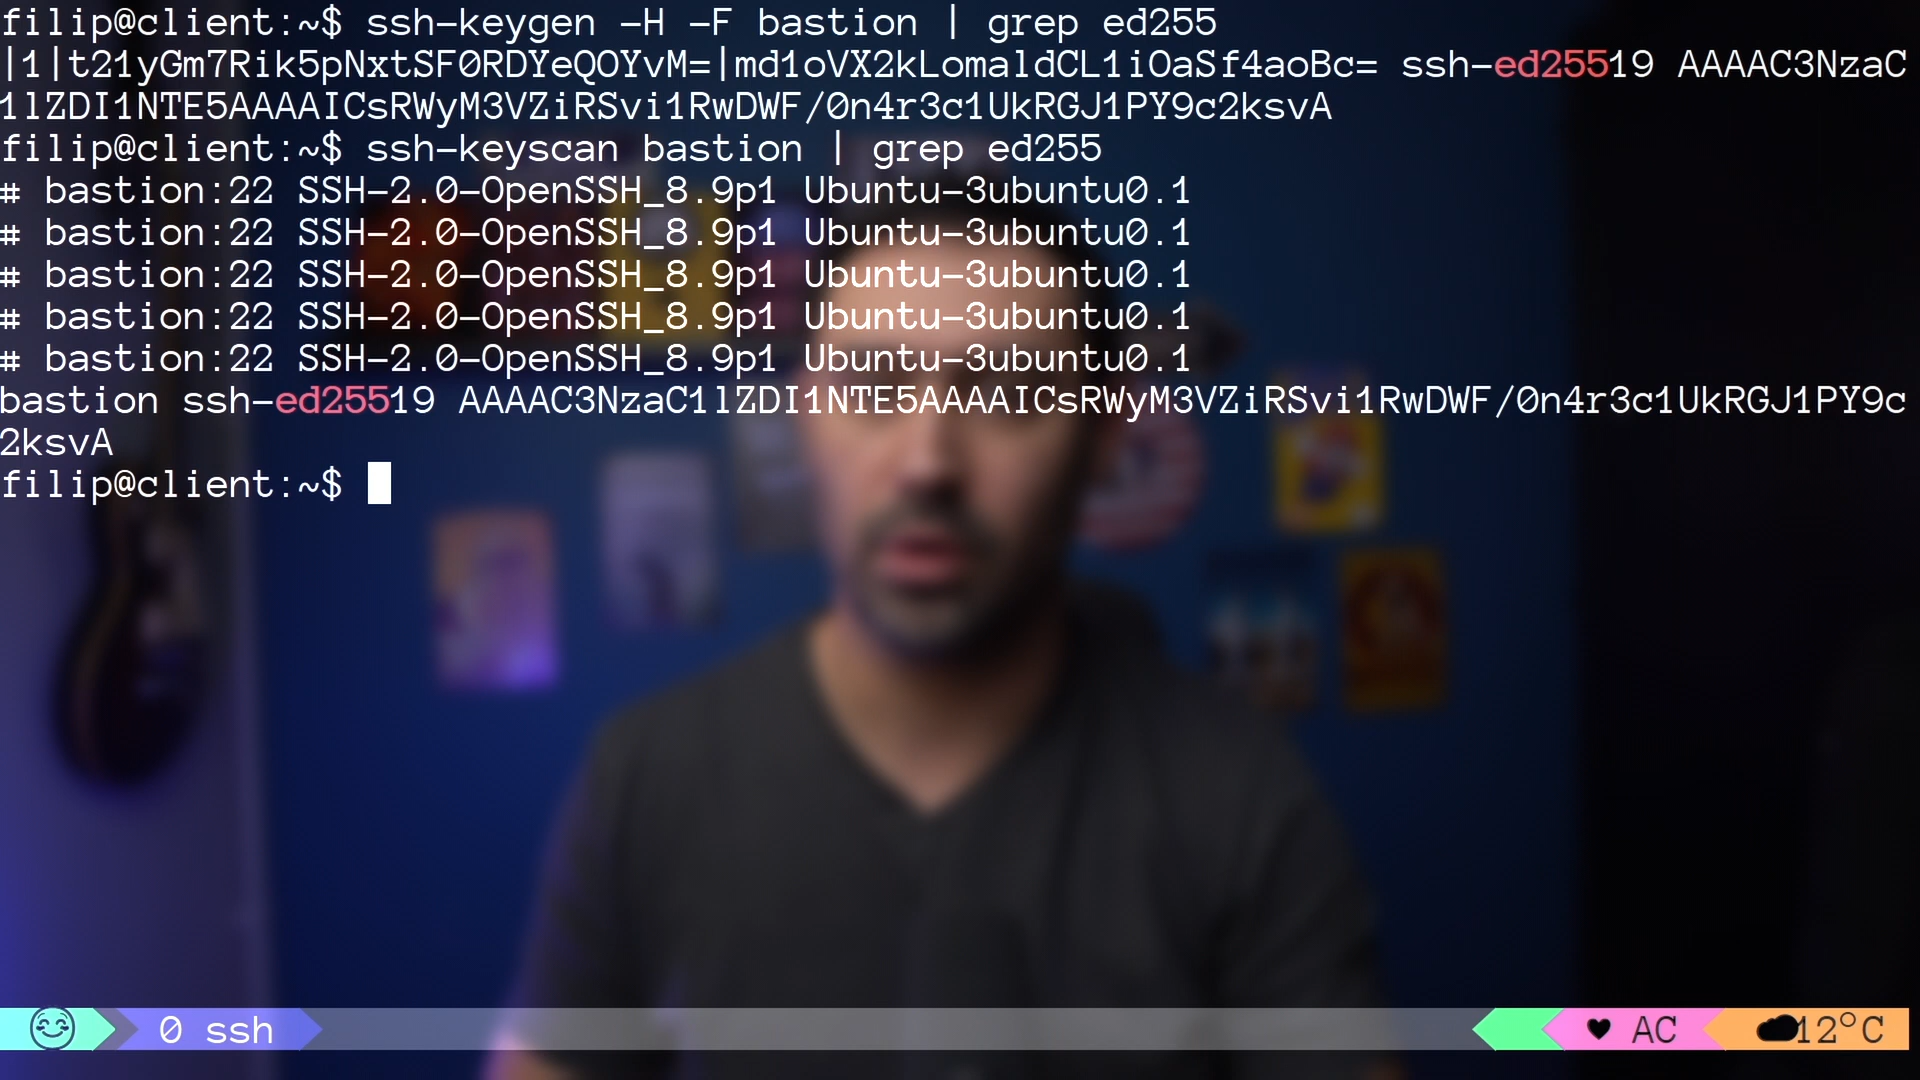 filip@client:~$ ssh-keygen -H -F bastion | grep ed255
|1|t21yGm7Rik5pNxtSF0RDYeQOYvM=|md1oVX2kLomaldCL1iOaSf4aoBc= ssh-ed25519 AAAAC3NzaC
1lZDI1NTE5AAAAICsRWyM3VZiRSvi1RwDWF/0n4r3c1UkRGJ1PY9c2ksvA
filip@client:~$ ssh-keyscan bastion | grep ed255
# bastion:22 SSH-2.0-OpenSSH_8.9p1 Ubuntu-3ubuntu0.1
# bastion:22 SSH-2.0-OpenSSH_8.9p1 Ubuntu-3ubuntu0.1
# bastion:22 SSH-2.0-OpenSSH_8.9p1 Ubuntu-3ubuntu0.1
# bastion:22 SSH-2.0-OpenSSH_8.9p1 Ubuntu-3ubuntu0.1
# bastion:22 SSH-2.0-OpenSSH_8.9p1 Ubuntu-3ubuntu0.1
bastion ssh-ed25519 AAAAC3NzaC1lZDI1NTE5AAAAICsRWyM3VZiRSvi1RwDWF/0n4r3c1UkRGJ1PY9c
2ksvA
filip@client:~$
0 ssh
♥ AC
12°C